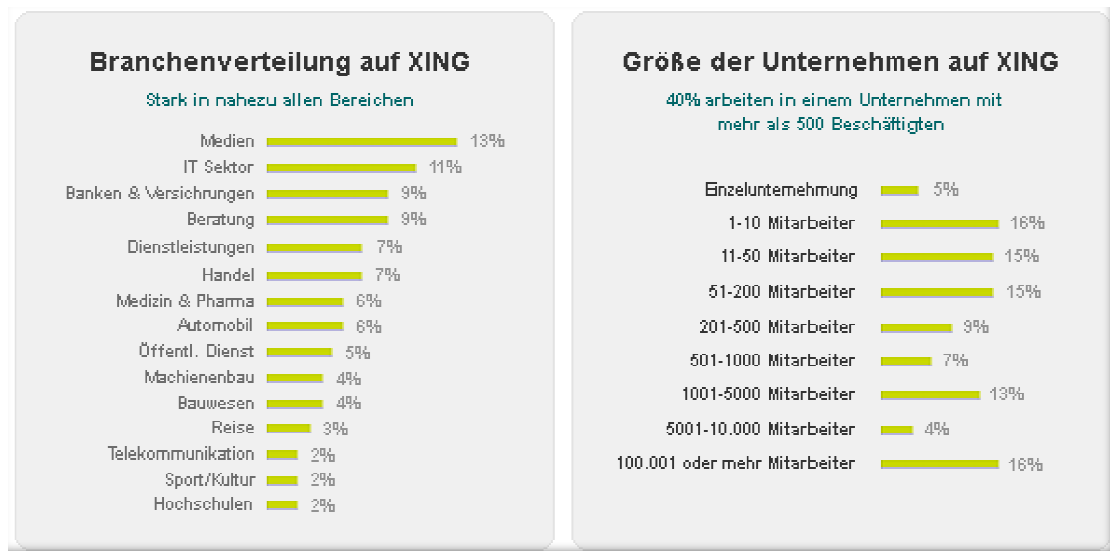 Branchenverteilung auf XING
Stark in nahezu allen Bereichen
Medien 13%
IT Sektor 11%
Banken & Versichrungen 9%
Beratung 9%
Dienstleistungen 7%
Handel 7%
Medizin & Pharma 6%
Automobil 6%
Öffentl. Dienst 5%
Machienenbau 4%
Bauwesen 4%
Reise 3%
Telekommunikation 2%
Sport/Kultur 2%
Hochschulen 2%
Größe der Unternehmen auf XING
40% arbeiten in einem Unternehmen mit
mehr als 500 Beschäftigten
Einzelunternehmung 5%
1-10 Mitarbeiter 16%
11-50 Mitarbeiter 15%
51-200 Mitarbeiter 15%
201-500 Mitarbeiter 9%
501-1000 Mitarbeiter 7%
1001-5000 Mitarbeiter 13%
5001-10.000 Mitarbeiter 4%
100.001 oder mehr Mitarbeiter 16%